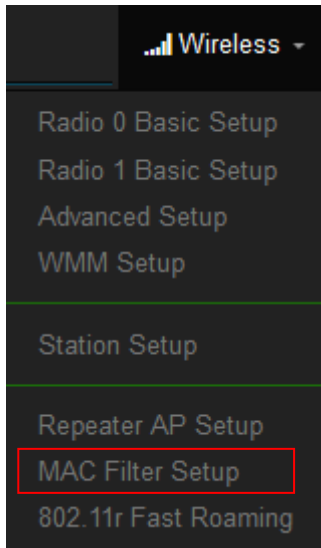 Wireless
Radio 0 Basic Setup
Radio 1 Basic Setup
Advanced Setup
WMM Setup
Station Setup
Repeater AP Setup
MAC Filter Setup
802.11r Fast Roaming